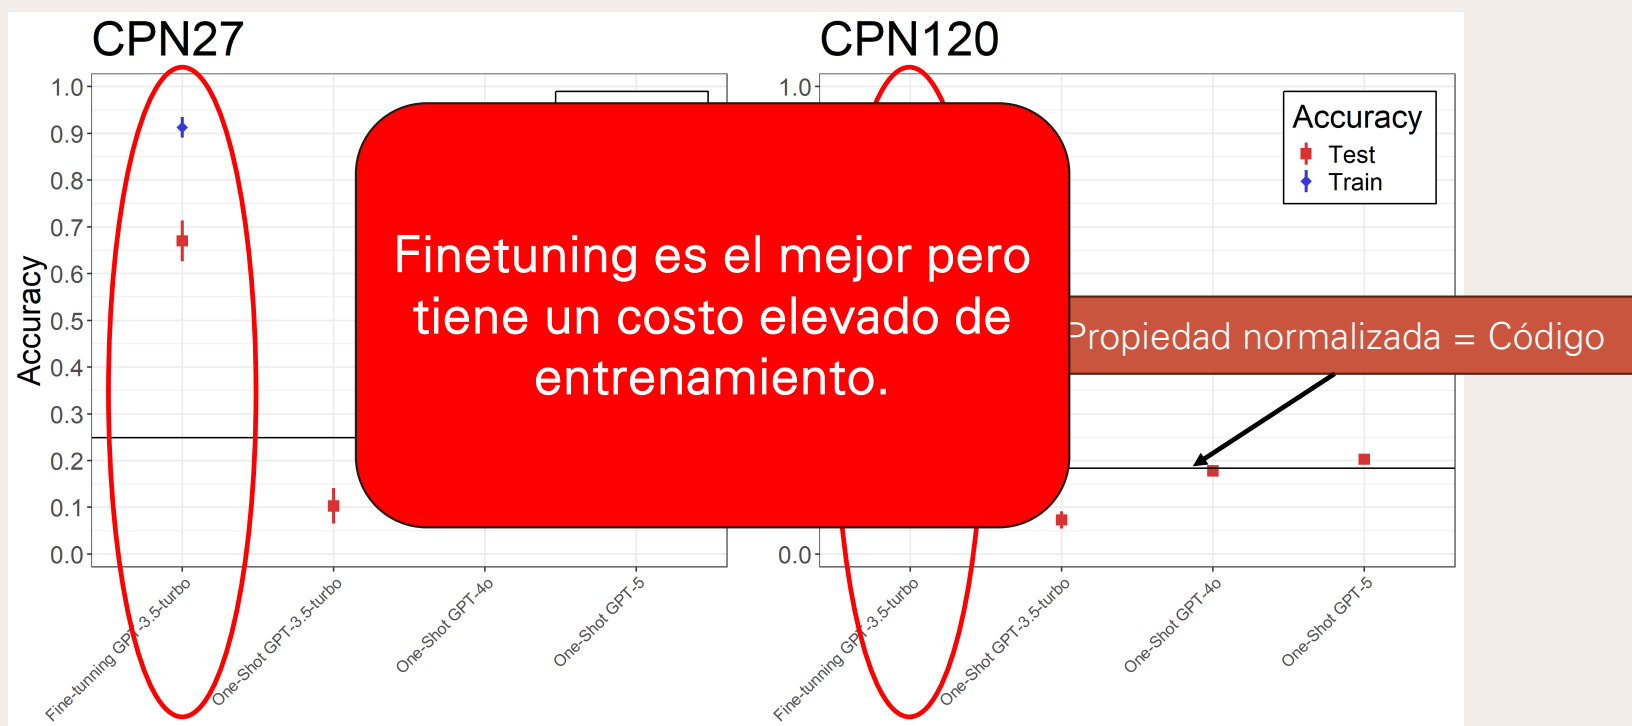 CPN27
CPN120
Accuracy
1.0
0.9
0.8
0.7
0.6
0.5
0.4
0.3
0.2
0.1
0.0
Fine-tunning GPT-3.5-turbo
One-Shot GPT-3.5-turbo
One-Shot GPT-4o
One-Shot GPT-5
Finetuning es el mejor pero
tiene un costo elevado de
entrenamiento.
1.0
0.0
Accuracy
Test
Train
Propiedad normalizada = Código
Fine-tunning GPT-3.5-turbo
One-Shot GPT-3.5-turbo
One-Shot GPT-4o
One-Shot GPT-5